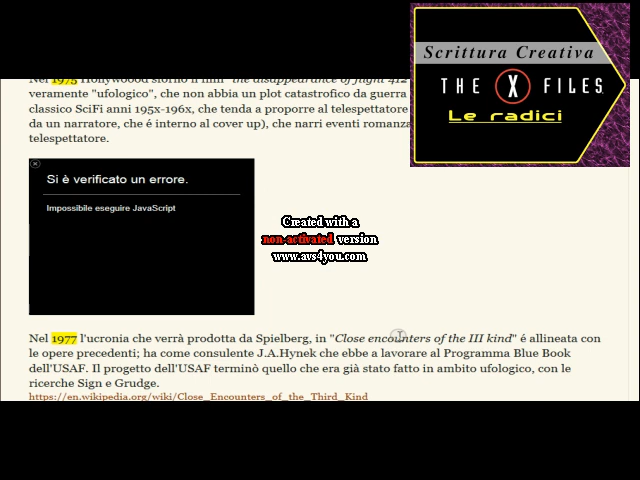 Nel 1975 Hollywoood sfornò il film "the disappearance of flight 412
veramente "ufologico", che non abbia un plot catastrofico da guerra
classico SciFi anni 195x-196x, che tenda a proporre al telespettatore
da un narratore, che é interno al cover up), che narri eventi romanza
telespettatore.
Scrittura Creativa
THE X FILES
Le radici
Si è verificato un errore.
Impossibile eseguire JavaScript
Created with a
non-activated version
www.avs4you.com
Nel 1977 l'ucronia che verrà prodotta da Spielberg, in "Close encounters of the III kind" é allineata con
le opere precedenti; ha come consulente J.A.Hynek che ebbe a lavorare al Programma Blue Book
dell'USAF. Il progetto dell'USAF terminò quello che era già stato fatto in ambito ufologico, con le
ricerche Sign e Grudge.
https://en.wikipedia.org/wiki/Close_Encounters_of_the_Third_Kind